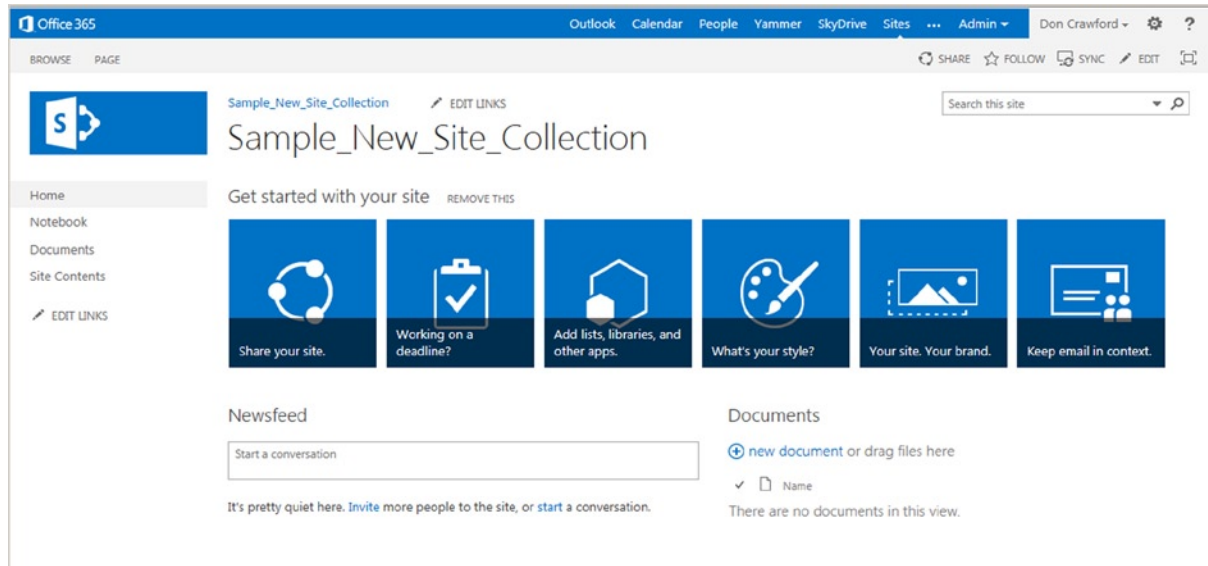 Office 365 Outlook Calendar People Yammer SkyDrive Sites ... Admin Don Crawford ?
BROWSE PAGE SHARE FOLLOW SYNC EDIT
S
Sample_New_Site_Collection EDIT LINKS
Search this site
Sample_New_Site_Collection
Home
Notebook
Documents
Site Contents
EDIT LINKS
Get started with your site REMOVE THIS
Share your site.
Working on a
deadline?
Add lists, libraries, and
other apps.
What's your style?
Your site. Your brand.
Keep email in context.
Newsfeed
Start a conversation
It's pretty quiet here. Invite more people to the site, or start a conversation.
Documents
new document or drag files here
Name
There are no documents in this view.